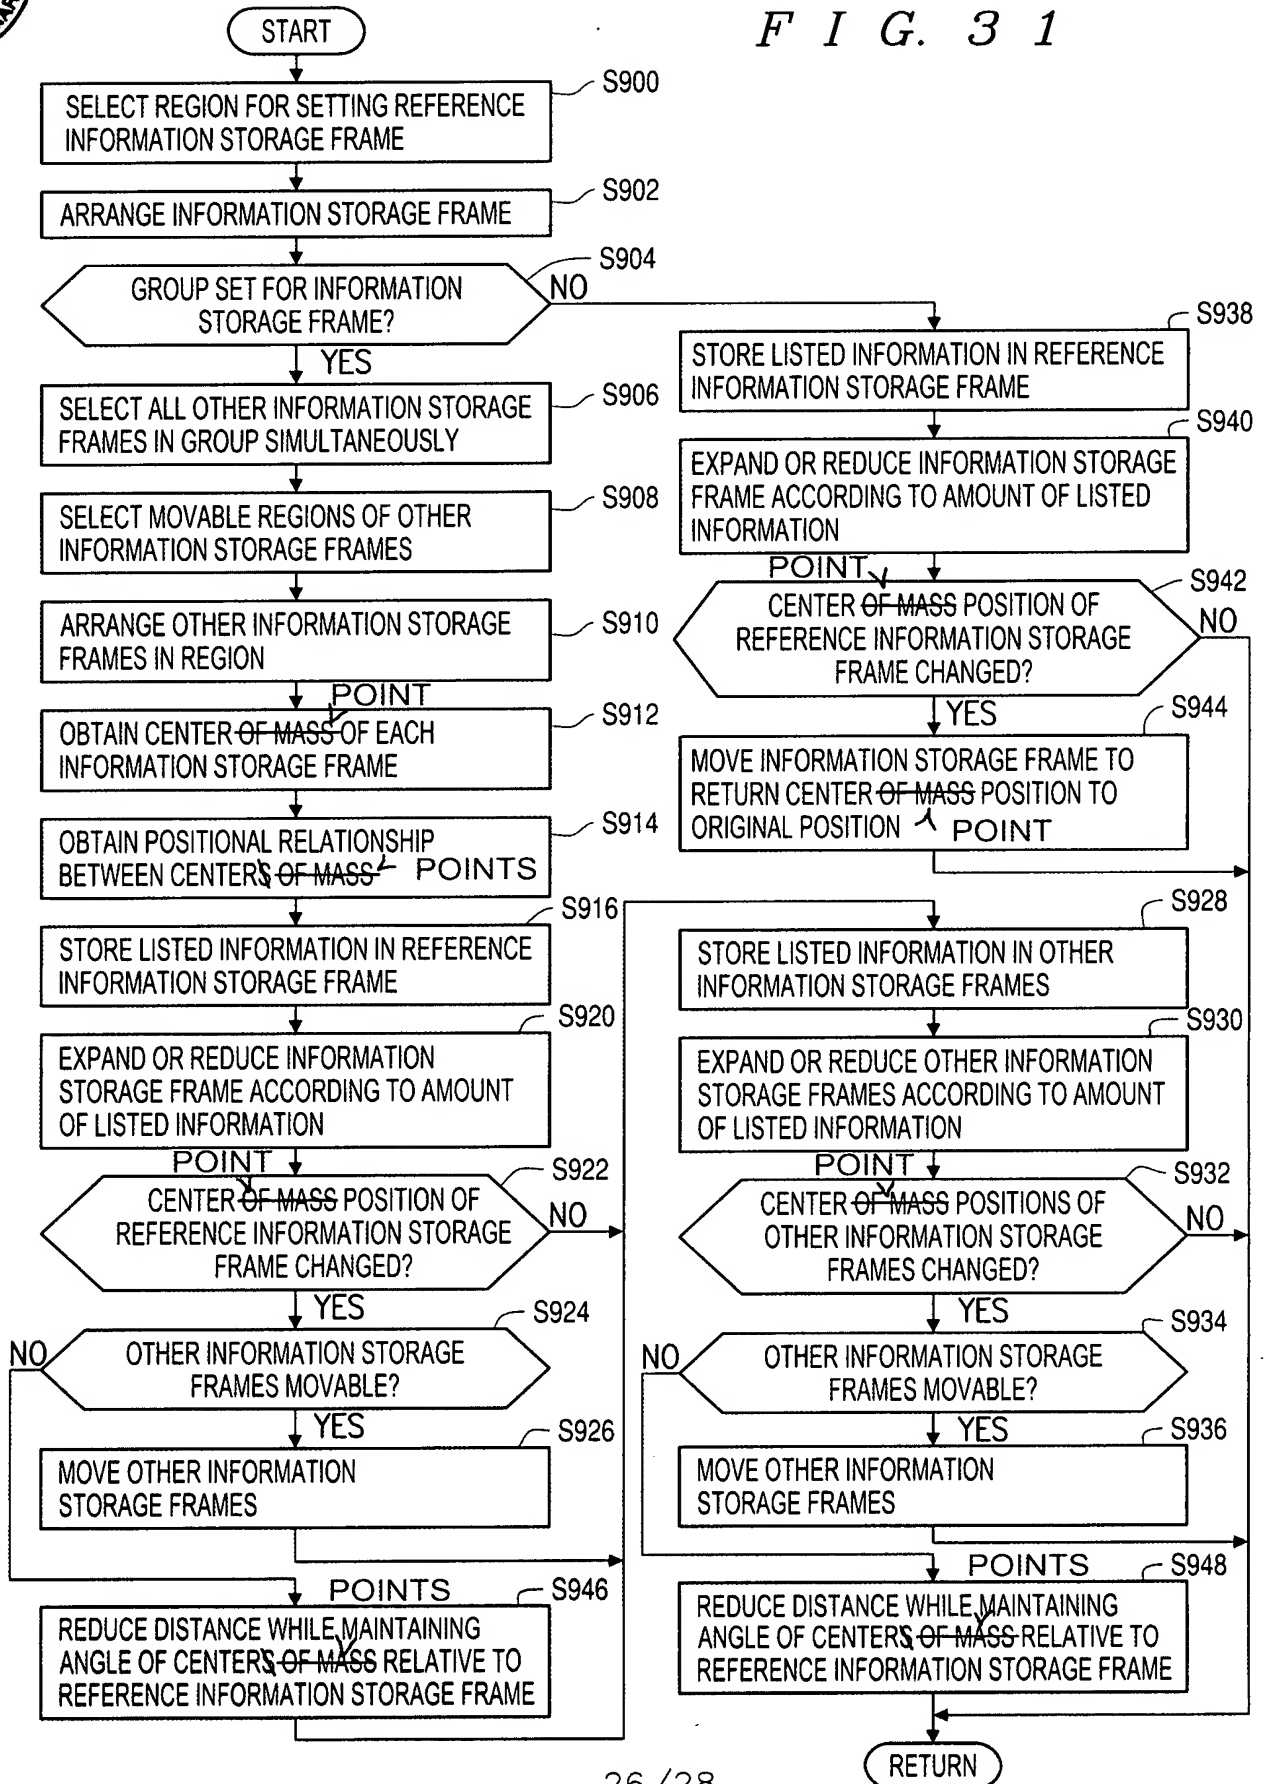 F I G. 3 1
START
S900
SELECT REGION FOR SETTING REFERENCE
INFORMATION STORAGE FRAME
S902
ARRANGE INFORMATION STORAGE FRAME
S904
GROUP SET FOR INFORMATION
STORAGE FRAME?
NO
YES
S906
SELECT ALL OTHER INFORMATION STORAGE
FRAMES IN GROUP SIMULTANEOUSLY
S908
SELECT MOVABLE REGIONS OF OTHER
INFORMATION STORAGE FRAMES
S910
ARRANGE OTHER INFORMATION STORAGE
FRAMES IN REGION
POINT
S912
OBTAIN CENTER OF MASS OF EACH
INFORMATION STORAGE FRAME
S914
OBTAIN POSITIONAL RELATIONSHIP
BETWEEN CENTERS OF MASS POINTS
S916
STORE LISTED INFORMATION IN REFERENCE
INFORMATION STORAGE FRAME
S920
EXPAND OR REDUCE INFORMATION
STORAGE FRAME ACCORDING TO AMOUNT
OF LISTED INFORMATION
POINT
S922
CENTER OF MASS POSITION OF
REFERENCE INFORMATION STORAGE
FRAME CHANGED?
NO
YES
S924
OTHER INFORMATION STORAGE
FRAMES MOVABLE?
NO
YES
S926
MOVE OTHER INFORMATION
STORAGE FRAMES
POINTS
S946
REDUCE DISTANCE WHILE MAINTAINING
ANGLE OF CENTERS OF MASS RELATIVE TO
REFERENCE INFORMATION STORAGE FRAME
S938
STORE LISTED INFORMATION IN REFERENCE
INFORMATION STORAGE FRAME
S940
EXPAND OR REDUCE INFORMATION STORAGE
FRAME ACCORDING TO AMOUNT OF LISTED
INFORMATION
POINT
S942
CENTER OF MASS POSITION OF
REFERENCE INFORMATION STORAGE
FRAME CHANGED?
NO
YES
S944
MOVE INFORMATION STORAGE FRAME TO
RETURN CENTER OF MASS POSITION TO
ORIGINAL POSITION POINT
S928
STORE LISTED INFORMATION IN OTHER
INFORMATION STORAGE FRAMES
S930
EXPAND OR REDUCE OTHER INFORMATION
STORAGE FRAMES ACCORDING TO AMOUNT
OF LISTED INFORMATION
POINT
S932
CENTER OF MASS POSITIONS OF
OTHER INFORMATION STORAGE
FRAMES CHANGED?
NO
YES
S934
OTHER INFORMATION STORAGE
FRAMES MOVABLE?
NO
YES
S936
MOVE OTHER INFORMATION
STORAGE FRAMES
POINTS
S948
REDUCE DISTANCE WHILE MAINTAINING
ANGLE OF CENTERS OF MASS RELATIVE TO
REFERENCE INFORMATION STORAGE FRAME
RETURN
26/28